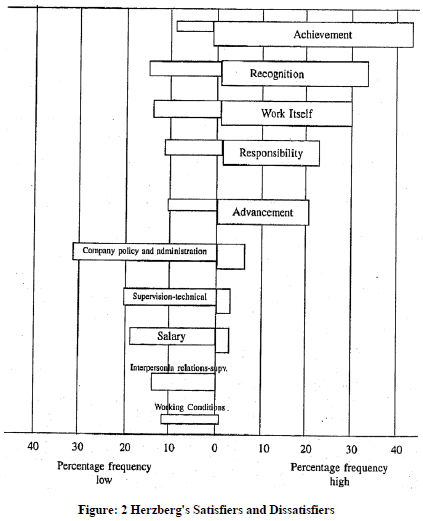 Achievement
Recognition
Work Itself
Responsibility
Advancement
Company policy and administration
Supervision-technical
Salary
Interpersonla relations-supv.
Working Conditions .
40 30 20 10 0 10 20 30 40
Percentage frequency low
Percentage frequency high
Figure: 2 Herzberg's Satisfiers and Dissatisfiers